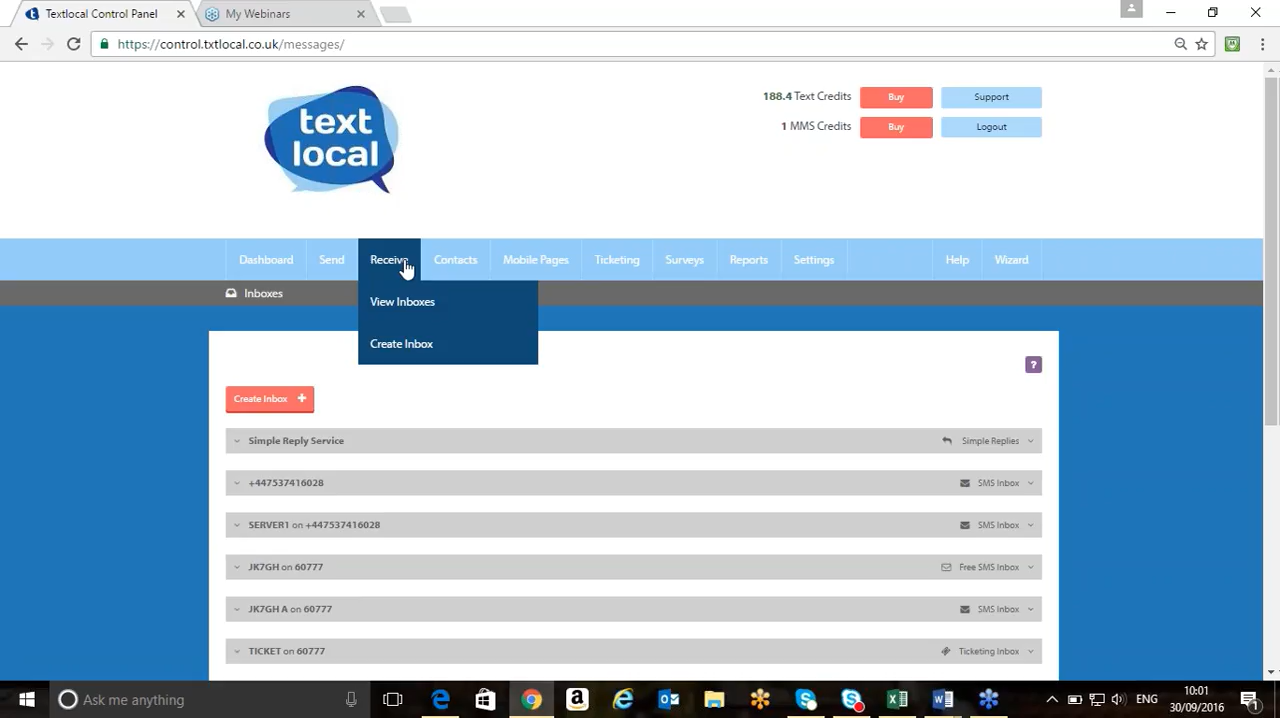 Textlocal Control Panel
My Webinars
https://control.txtlocal.co.uk/messages/
text
local
188.4 Text Credits
Buy
Support
1 MMS Credits
Buy
Logout
Dashboard
Send
Receive
Contacts
Mobile Pages
Ticketing
Surveys
Reports
Settings
Help
Wizard
Inboxes
View Inboxes
Create Inbox
?
Create Inbox +
Simple Reply Service
Simple Replies
+447537416028
SMS Inbox
SERVER1 on +447537416028
SMS Inbox
JK7GH on 60777
Free SMS Inbox
JK7GH A on 60777
SMS Inbox
TICKET on 60777
Ticketing Inbox
Ask me anything
ENG
10:01
30/09/2016
1